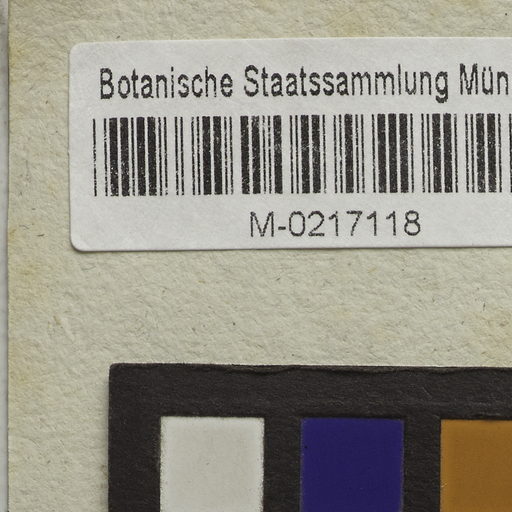 Botanische Staatssammlung Mün
M-0217118